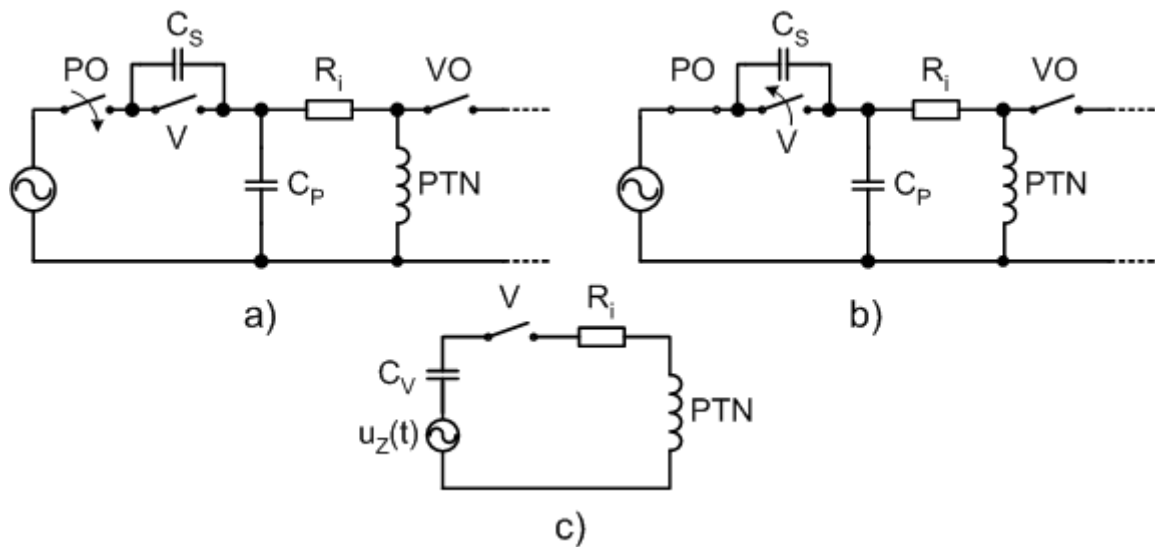 C_S
PO
V
R_i
VO
C_P
PTN
a)
C_S
PO
V
R_i
VO
C_P
PTN
b)
V
R_i
C_V
u_Z(t)
PTN
c)